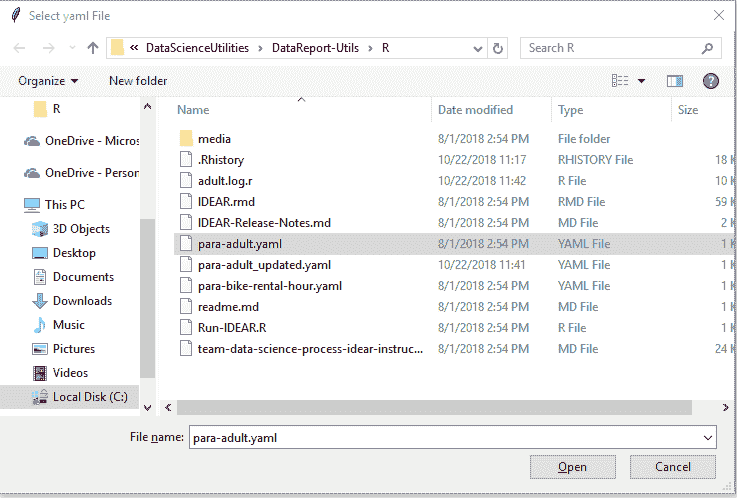 Select yaml File
« DataScienceUtilities > DataReport-Utils > R
Search R
Organize New folder
Name Date modified Type Size
R
OneDrive - Micros
OneDrive - Person
This PC
3D Objects
Desktop
Documents
Downloads
Music
Pictures
Videos
Local Disk (C:)
media 8/1/2018 2:54 PM File folder
.Rhistory 10/22/2018 11:17 RHISTORY File 18 K
adult.log.r 10/22/2018 11:42 R File 10 K
IDEAR.rmd 8/1/2018 2:54 PM RMD File 59 K
IDEAR-Release-Notes.md 8/1/2018 2:54 PM MD File 2 K
para-adult.yaml 8/1/2018 2:54 PM YAML File 1 K
para-adult_updated.yaml 10/22/2018 11:41 YAML File 1 K
para-bike-rental-hour.yaml 8/1/2018 2:54 PM YAML File 1 K
readme.md 8/1/2018 2:54 PM MD File 1 K
Run-IDEAR.R 8/1/2018 2:54 PM R File 1 K
team-data-science-process-idear-instruc... 8/1/2018 2:54 PM MD File 24 K
File name: para-adult.yaml
Open Cancel